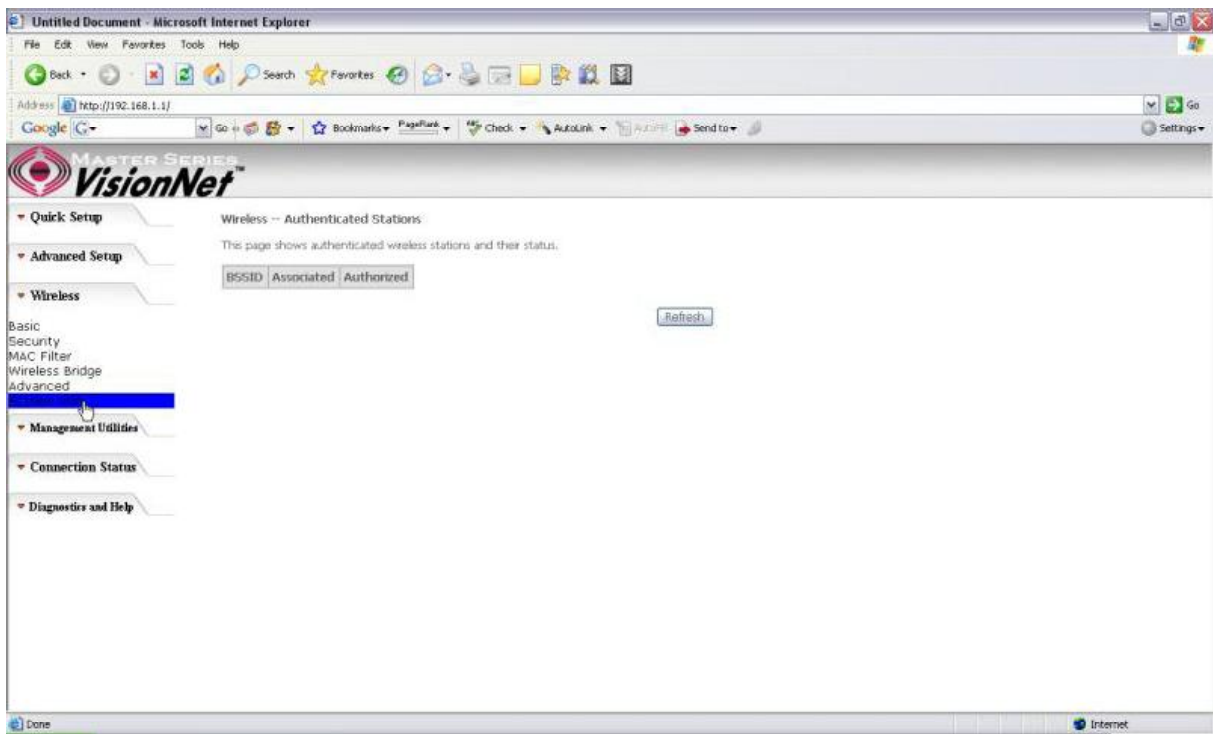 Untitled Document - Microsoft Internet Explorer
File Edit View Favorites Tools Help
Back Search Favorites
Address http://192.168.1.1/ Go
Google G Go Bookmarks PageRank Check AutoLink AutoFill Send to Settings
MASTER SERIES
VisionNet™
Quick Setup
Advanced Setup
Wireless
Basic
Security
MAC Filter
Wireless Bridge
Advanced
Management Utilities
Connection Status
Diagnostics and Help
Wireless -- Authenticated Stations
This page shows authenticated wireless stations and their status.
BSSID Associated Authorized
Refresh
Done Internet